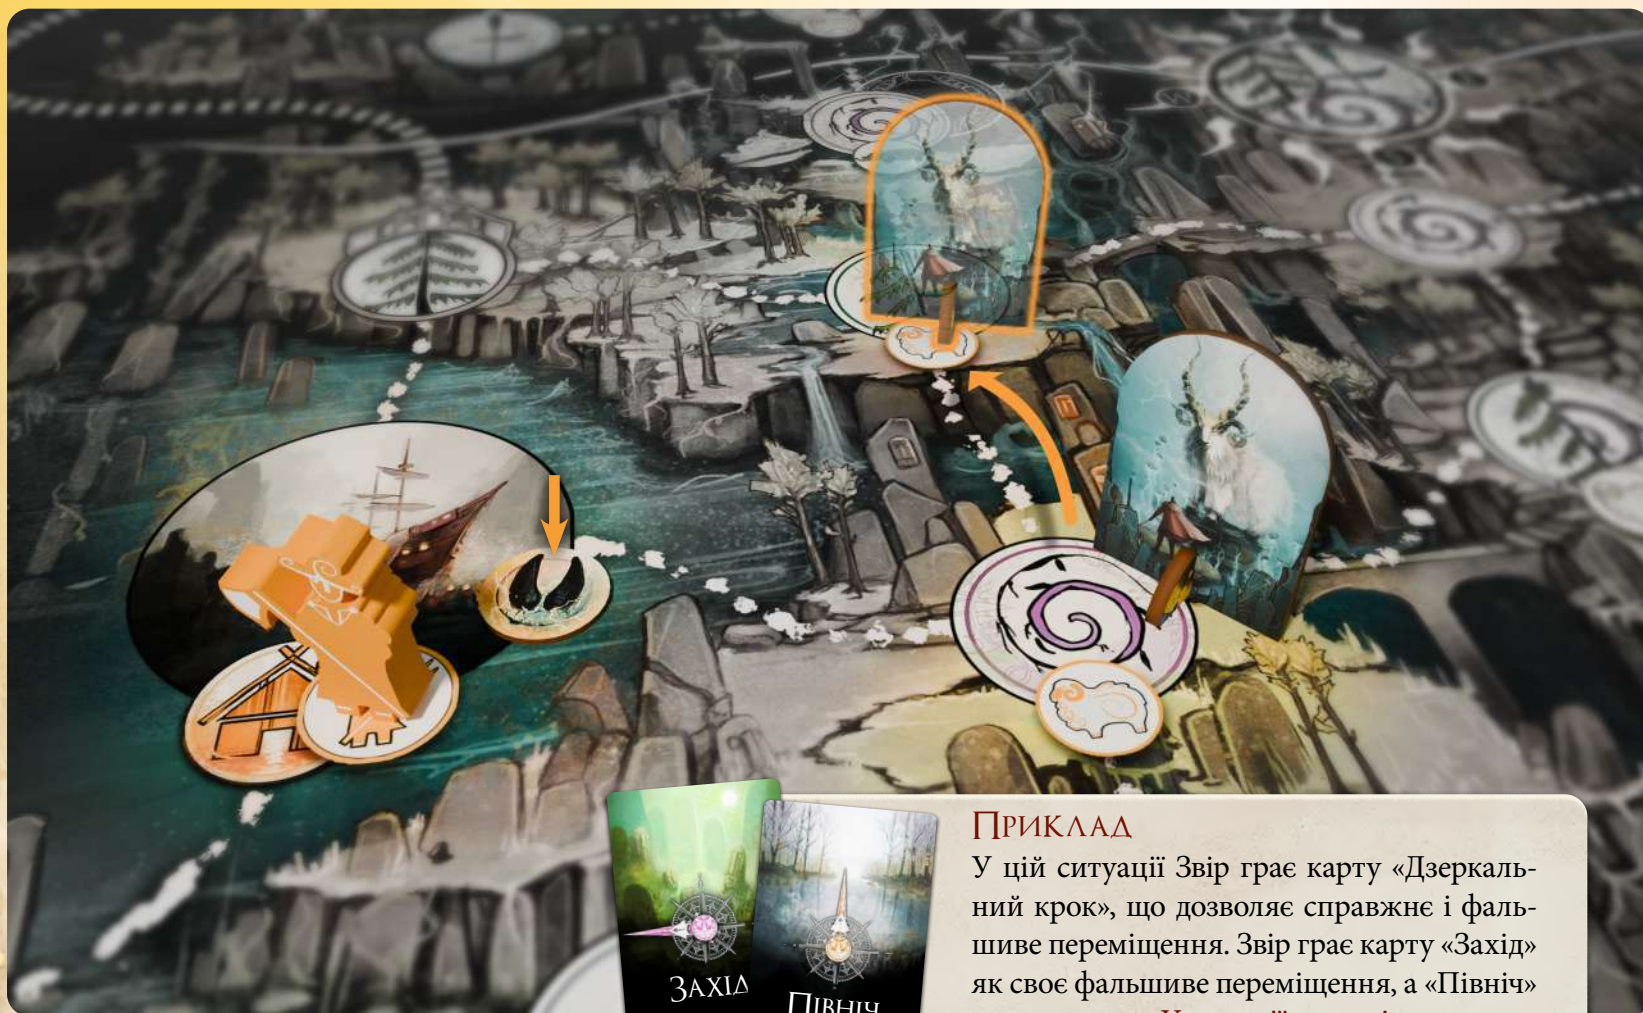 ЗАХІД
ПІВНІЧ
ПРИКЛАД
У цій ситуації Звір грає карту «Дзеркаль-
ний крок», що дозволяє справжнє і фаль-
шиве переміщення. Звір грає карту «Захід»
як своє фальшиве переміщення, а «Північ»